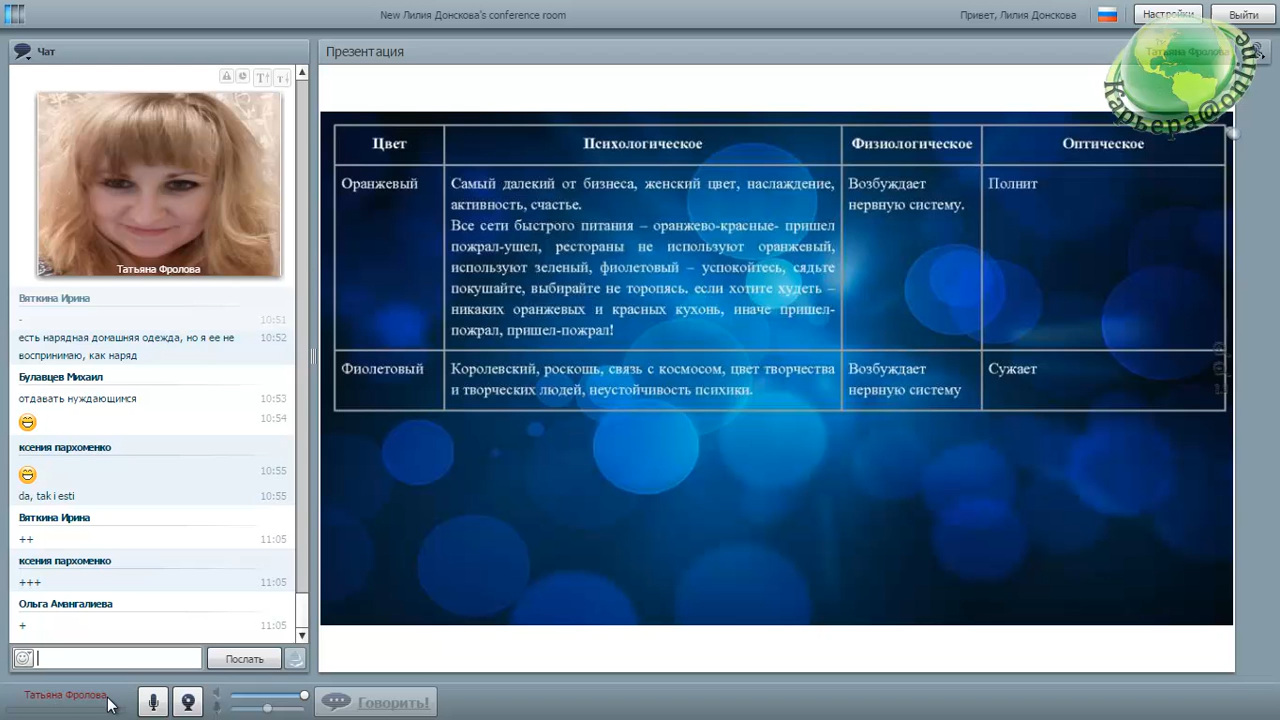 New Лилия Донскова's conference room
Привет, Лилия Донскова
Настройки
Выйти
Чат
Татьяна Фролова
Вяткина Ирина
-
10:51
есть нарядная домашняя одежда, но я ее не
10:52
воспринимаю, как наряд
Булавцев Михаил
отдавать нуждающимся
10:53
10:54
ксения пархоменко
10:55
da, tak i esti
10:55
Вяткина Ирина
++
11:05
ксения пархоменко
+++
11:05
Ольга Амангалиева
+
11:05
Послать
Татьяна Фролова
Говорить!
Презентация
Татьяна Фролова
Карьера@online
Цвет
Психологическое
Физиологическое
Оптическое
Оранжевый
Самый далекий от бизнеса, женский цвет, наслаждение,
активность, счастье.
Все сети быстрого питания – оранжево-красные- пришел
пожрал-ушел, рестораны не используют оранжевый,
используют зеленый, фиолетовый – успокойтесь, сядьте
покушайте, выбирайте не торопясь. если хотите худеть –
никаких оранжевых и красных кухонь, иначе пришел-
пожрал, пришел-пожрал!
Возбуждает
нервную систему.
Полнит
Фиолетовый
Королевский, роскошь, связь с космосом, цвет творчества
и творческих людей, неустойчивость психики.
Возбуждает
нервную систему
Сужает